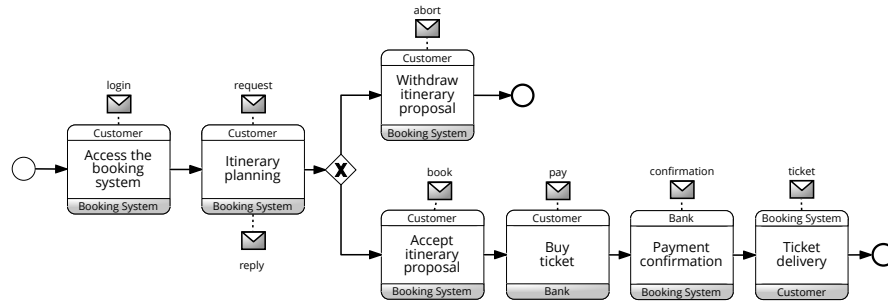 abort
Customer
Withdraw
itinerary
proposal
Booking System
login
Customer
Access the
booking
system
Booking System
request
Customer
Itinerary
planning
Booking System
reply
X
book
Customer
Accept
itinerary
proposal
Booking System
pay
Customer
Buy
ticket
Bank
confirmation
Bank
Payment
confirmation
Booking System
ticket
Booking System
Ticket
delivery
Customer